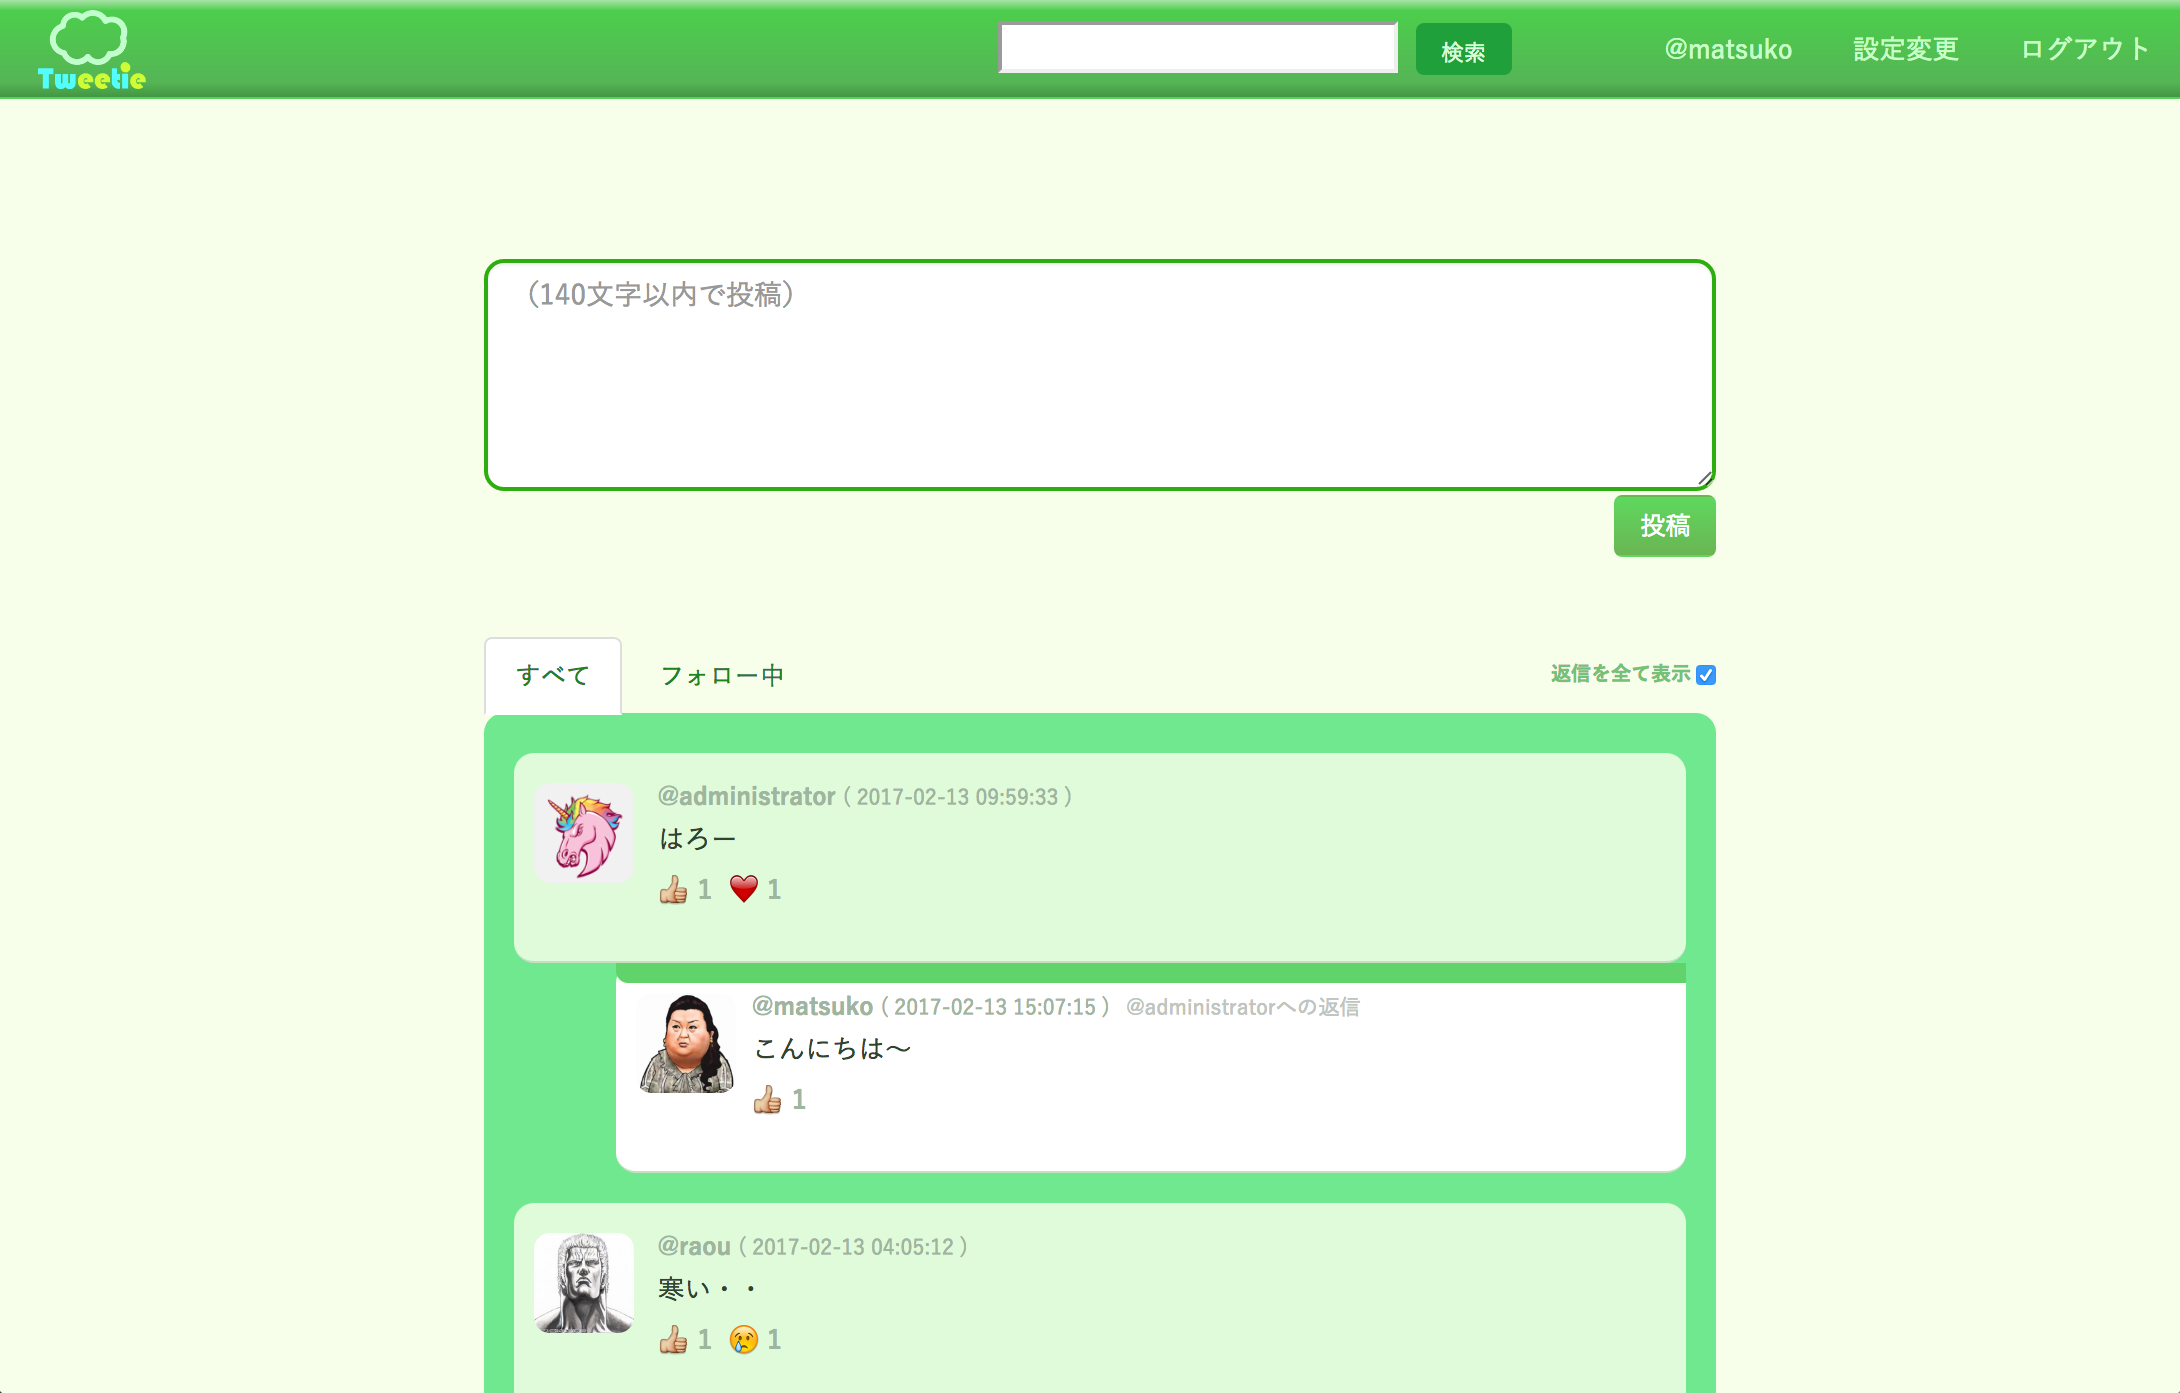 Tweetie
検索
@matsuko
設定変更
ログアウト
(140文字以内で投稿)
投稿
すべて
フォロー中
返信を全て表示
@administrator ( 2017-02-13 09:59:33 )
はろー
1 1
@matsuko ( 2017-02-13 15:07:15 ) @administratorへの返信
こんにちは〜
1
@raou ( 2017-02-13 04:05:12 )
寒い・・
1 1